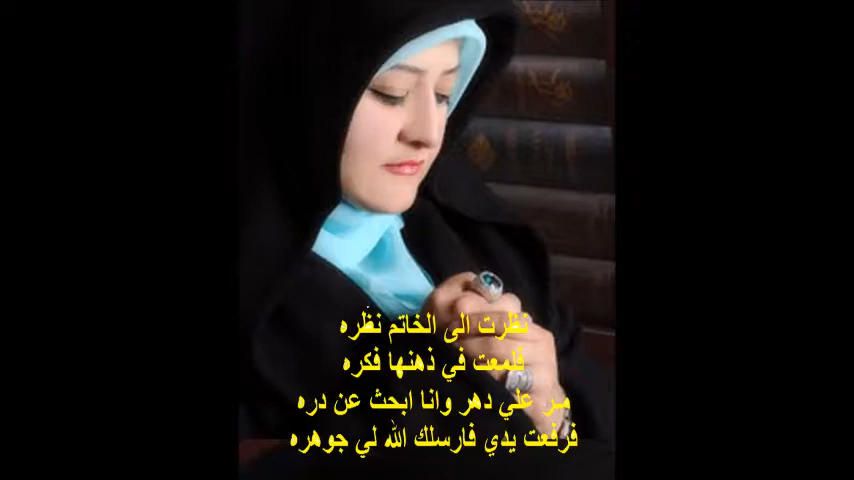 نظرت الى الخاتم نظره
فلمعت في ذهنها فكره
مر علي دهر وانا ابحث عن دره
فرفعت يدي فارسلك الله لي جوهره